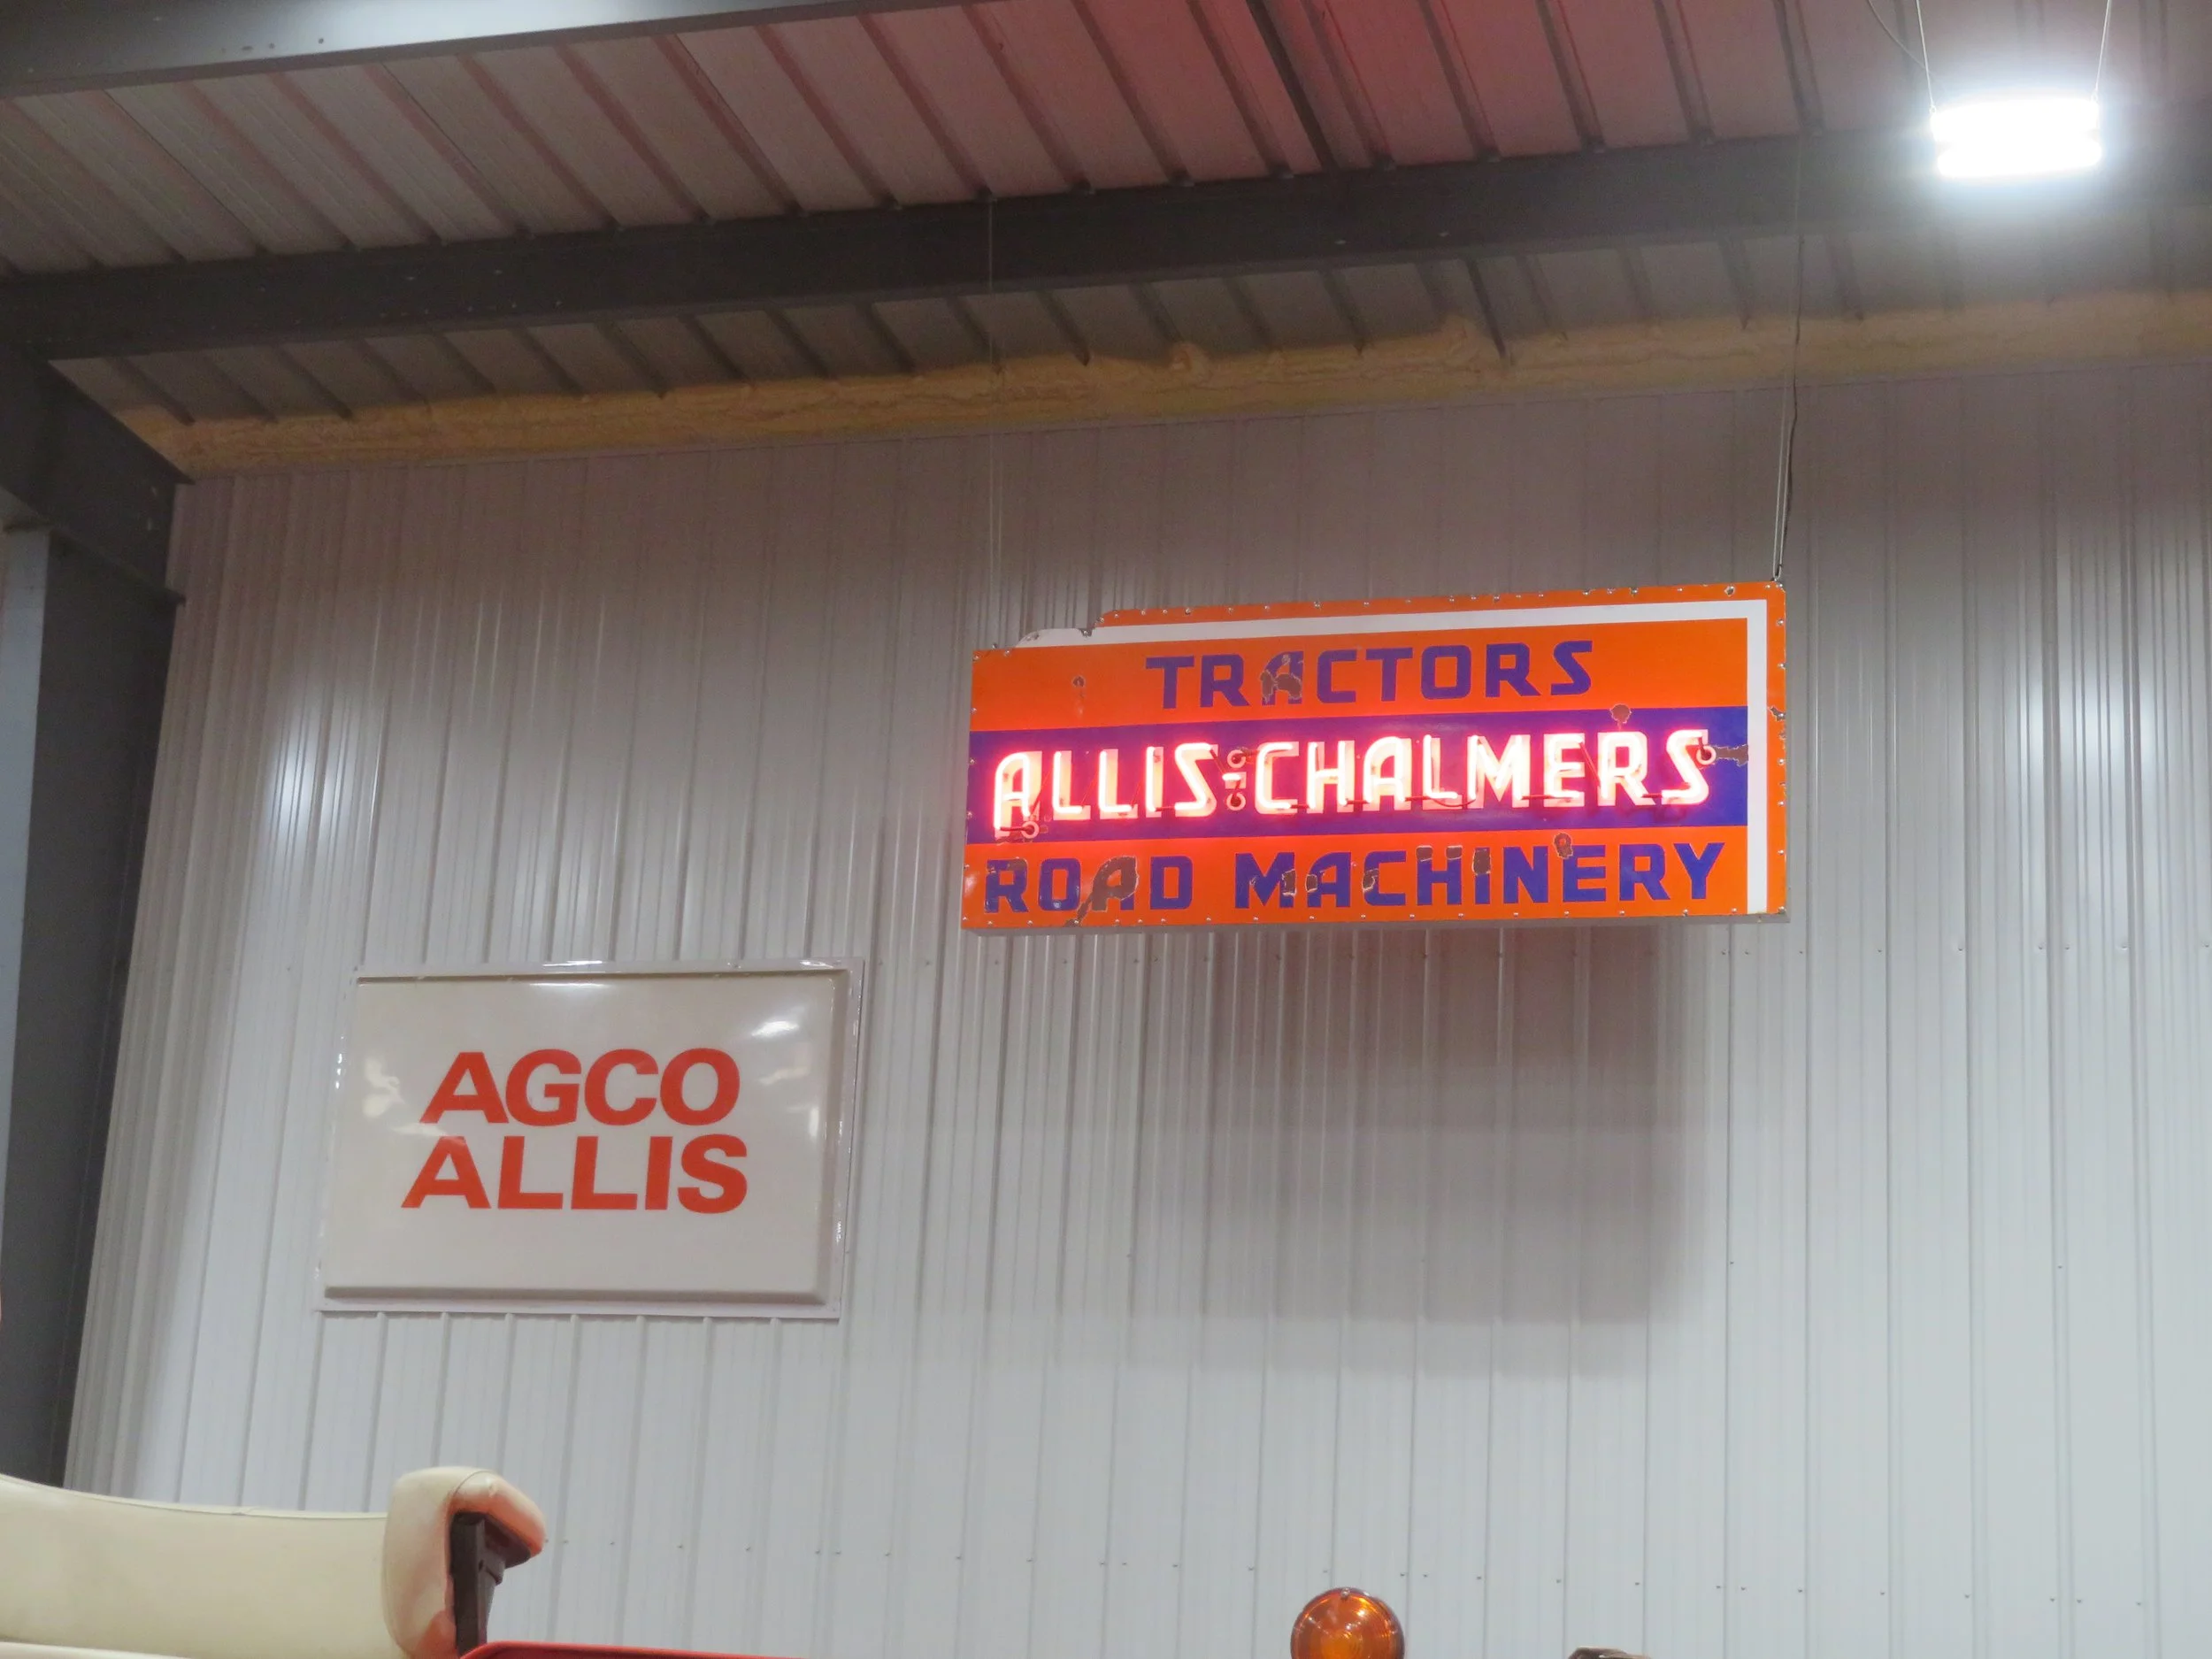 TRACTORS
ALLIS-CHALMERS
ROAD MACHINERY
AGCO
ALLIS